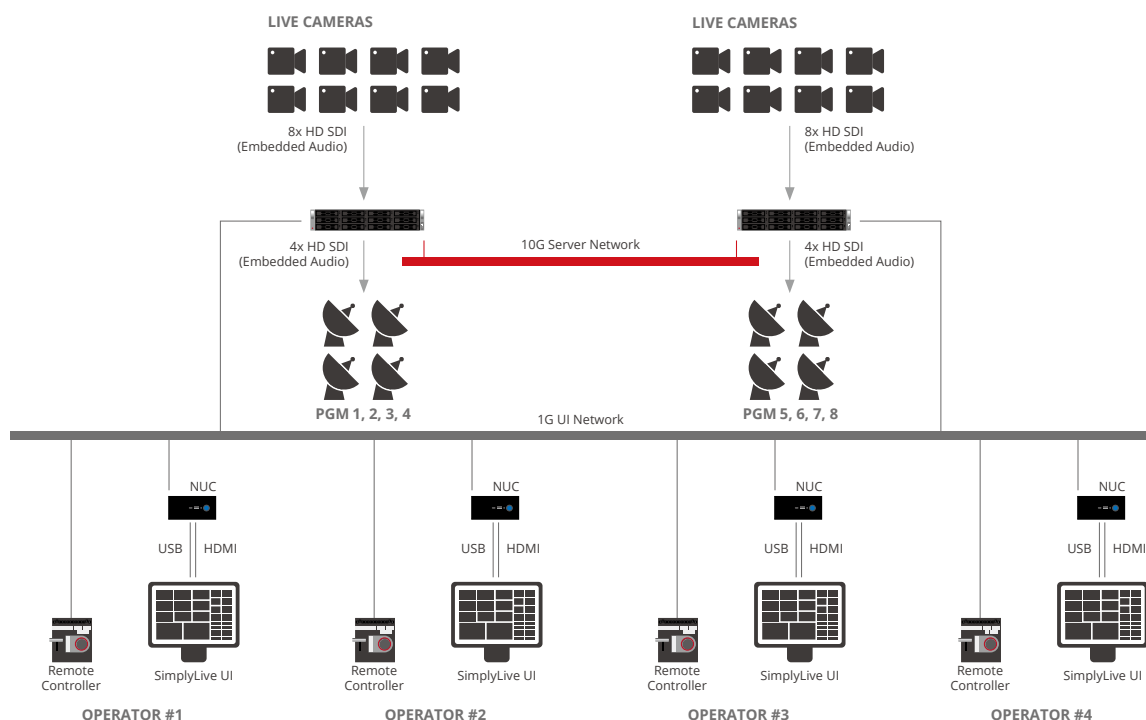 LIVE CAMERAS
LIVE CAMERAS
8x HD SDI
(Embedded Audio)
8x HD SDI
(Embedded Audio)
4x HD SDI
(Embedded Audio)
10G Server Network
4x HD SDI
(Embedded Audio)
PGM 1, 2, 3, 4
PGM 5, 6, 7, 8
1G UI Network
NUC
NUC
NUC
NUC
USB
HDMI
USB
HDMI
USB
HDMI
USB
HDMI
Remote
Controller
SimplyLive UI
Remote
Controller
SimplyLive UI
Remote
Controller
SimplyLive UI
Remote
Controller
SimplyLive UI
OPERATOR #1
OPERATOR #2
OPERATOR #3
OPERATOR #4